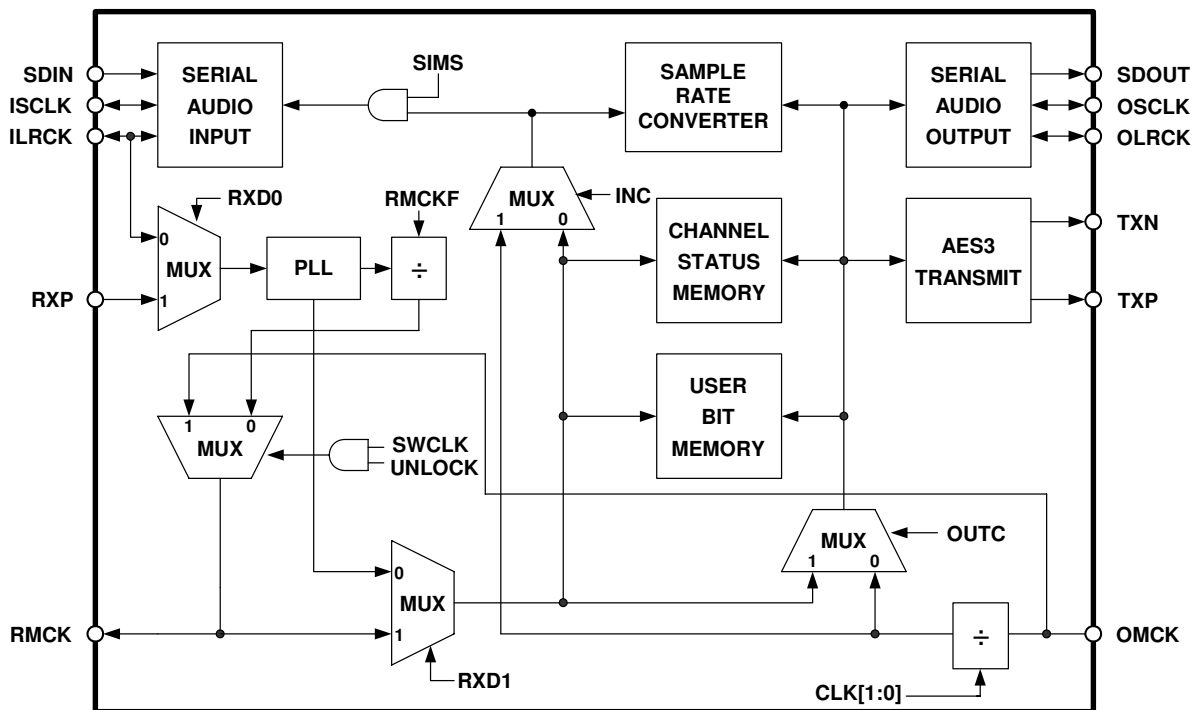 SDIN
ISCLK
ILRCK
SERIAL
AUDIO
INPUT
SIMS
SAMPLE
RATE
CONVERTER
SERIAL
AUDIO
OUTPUT
SDOUT
OSCLK
OLRCK
RXD0
RMCKF
MUX
INC
1
0
0
MUX
1
PLL
÷
RXP
CHANNEL
STATUS
MEMORY
AES3
TRANSMIT
TXN
TXP
1
0
MUX
SWCLK
UNLOCK
USER
BIT
MEMORY
MUX
1
0
OUTC
0
MUX
1
RXD1
RMCK
÷
OMCK
CLK[1:0]